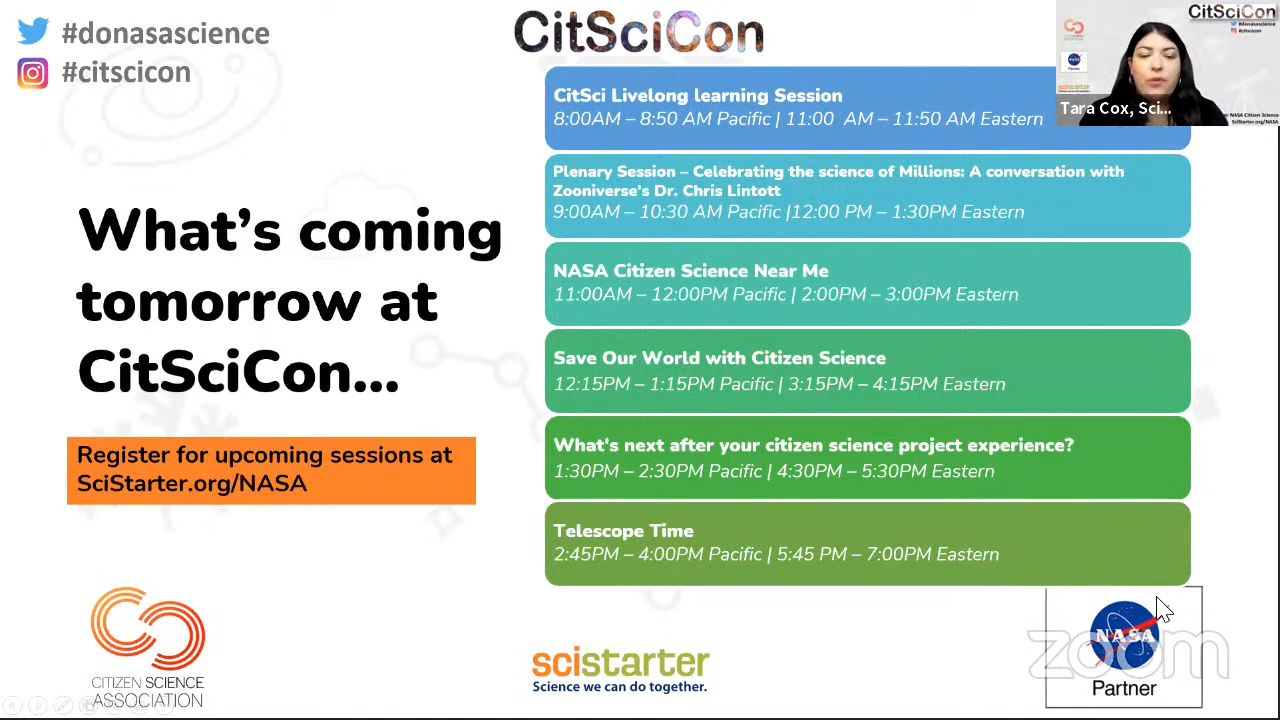 #donasascience
#citscicon
CitSciCon
CitSciCon
Tara Cox, Sci...
SciStarter.org/NASA
What's coming
tomorrow at
CitSciCon...
Register for upcoming sessions at
SciStarter.org/NASA
CitSci Livelong learning Session
8:00AM – 8:50 AM Pacific | 11:00 AM – 11:50 AM Eastern
Plenary Session – Celebrating the science of Millions: A conversation with
Zooniverse's Dr. Chris Lintott
9:00AM – 10:30 AM Pacific |12:00 PM – 1:30PM Eastern
NASA Citizen Science Near Me
11:00AM – 12:00PM Pacific | 2:00PM – 3:00PM Eastern
Save Our World with Citizen Science
12:15PM – 1:15PM Pacific | 3:15PM – 4:15PM Eastern
What's next after your citizen science project experience?
1:30PM – 2:30PM Pacific | 4:30PM – 5:30PM Eastern
Telescope Time
2:45PM – 4:00PM Pacific | 5:45 PM – 7:00PM Eastern
CITIZEN SCIENCE
ASSOCIATION
scistarter
Science we can do together.
NASA
zoom
Partner